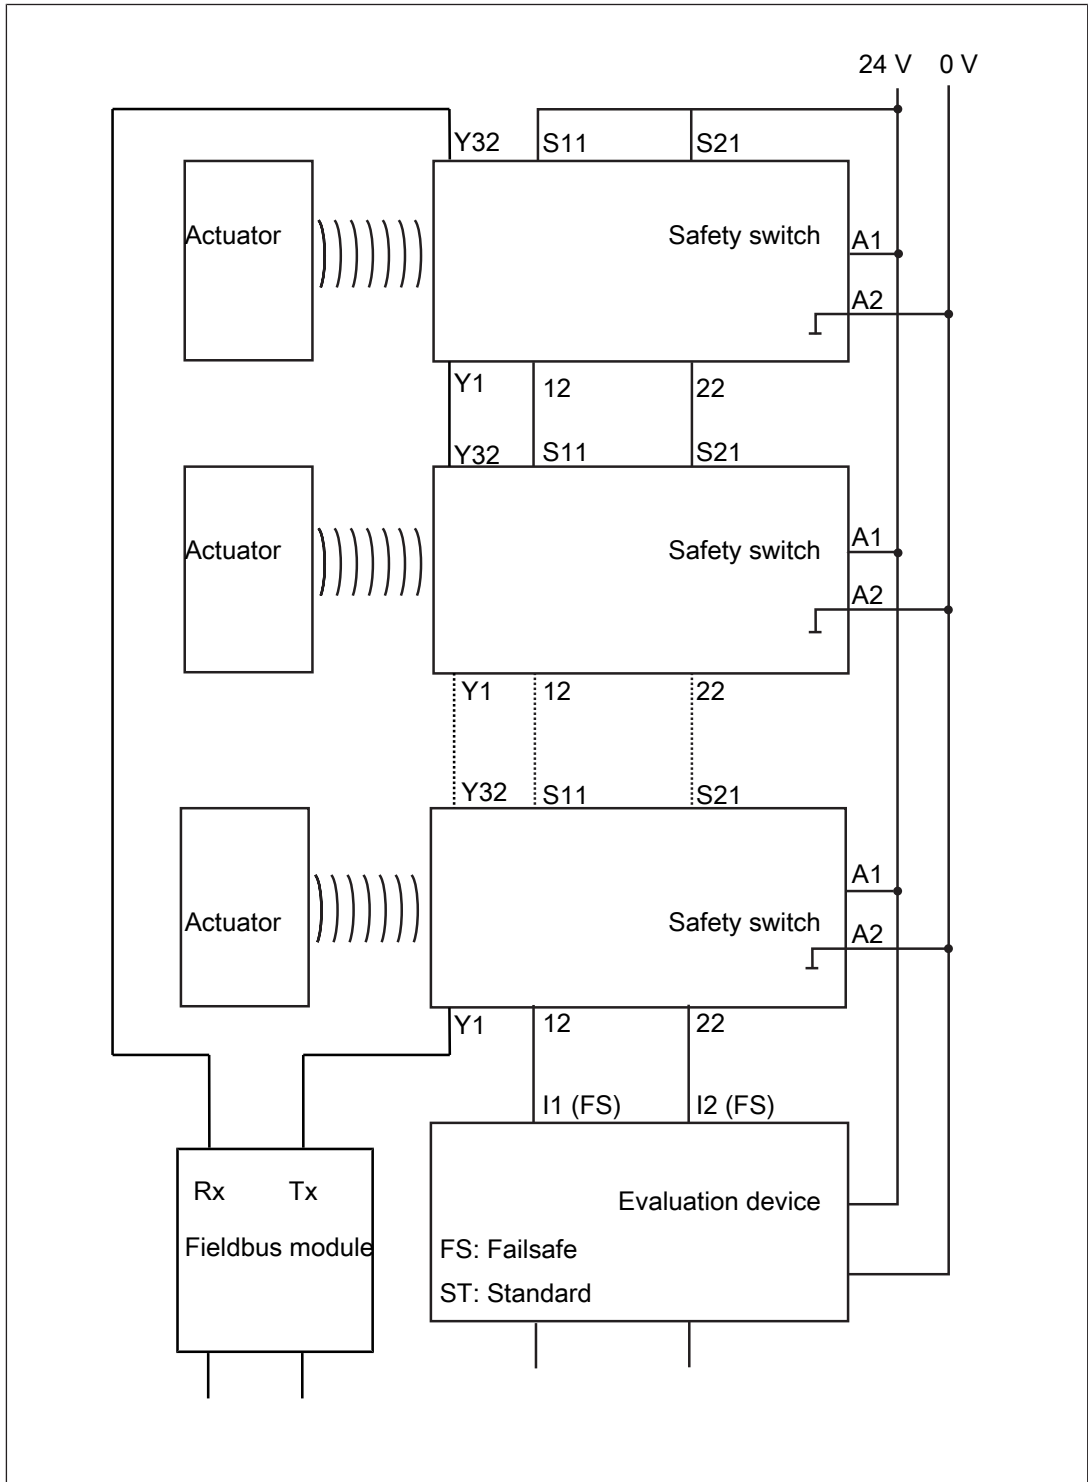 24 V 0 V
Y32 S11 S21
Actuator Safety switch A1
A2
Y1 12 22
Y32 S11 S21
Actuator Safety switch A1
A2
Y1 12 22
Y32 S11 S21
A1
Actuator Safety switch
A2
Y1 12 22
I1 (FS) I2 (FS)
Rx Tx Evaluation device
Fieldbus module FS: Failsafe
ST: Standard